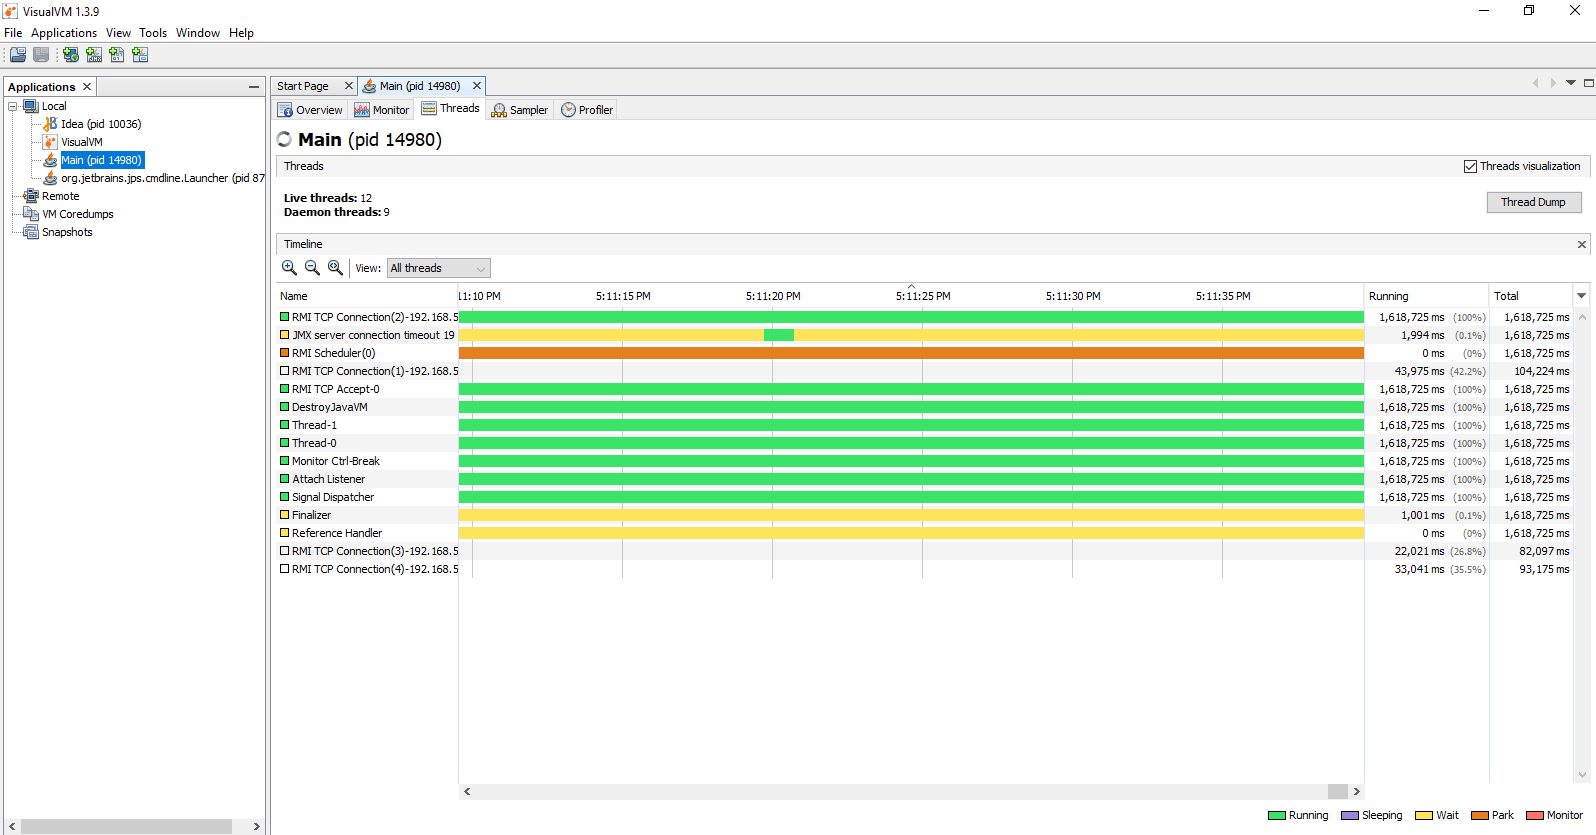 VisualVM 1.3.9
File Applications View Tools Window Help
Applications
Local
Idea (pid 10036)
VisualVM
Main (pid 14980)
org.jetbrains.jps.cmdline.Launcher (pid 87
Remote
VM Coredumps
Snapshots
Start Page Main (pid 14980)
Overview Monitor Threads Sampler Profiler
Main (pid 14980)
Threads Threads visualization
Live threads: 12
Daemon threads: 9
Thread Dump
Timeline
View: All threads
Name 11:10 PM 5:11:15 PM 5:11:20 PM 5:11:25 PM 5:11:30 PM 5:11:35 PM Running Total
RMI TCP Connection(2)-192.168.5 1,618,725 ms (100%) 1,618,725 ms
JMX server connection timeout 19 1,994 ms (0.1%) 1,618,725 ms
RMI Scheduler(0) 0 ms (0%) 1,618,725 ms
RMI TCP Connection(1)-192.168.5 43,975 ms (42.2%) 104,224 ms
RMI TCP Accept-0 1,618,725 ms (100%) 1,618,725 ms
DestroyJavaVM 1,618,725 ms (100%) 1,618,725 ms
Thread-1 1,618,725 ms (100%) 1,618,725 ms
Thread-0 1,618,725 ms (100%) 1,618,725 ms
Monitor Ctrl-Break 1,618,725 ms (100%) 1,618,725 ms
Attach Listener 1,618,725 ms (100%) 1,618,725 ms
Signal Dispatcher 1,618,725 ms (100%) 1,618,725 ms
Finalizer 1,001 ms (0.1%) 1,618,725 ms
Reference Handler 0 ms (0%) 1,618,725 ms
RMI TCP Connection(3)-192.168.5 22,021 ms (26.8%) 82,097 ms
RMI TCP Connection(4)-192.168.5 33,041 ms (35.5%) 93,175 ms
Running Sleeping Wait Park Monitor